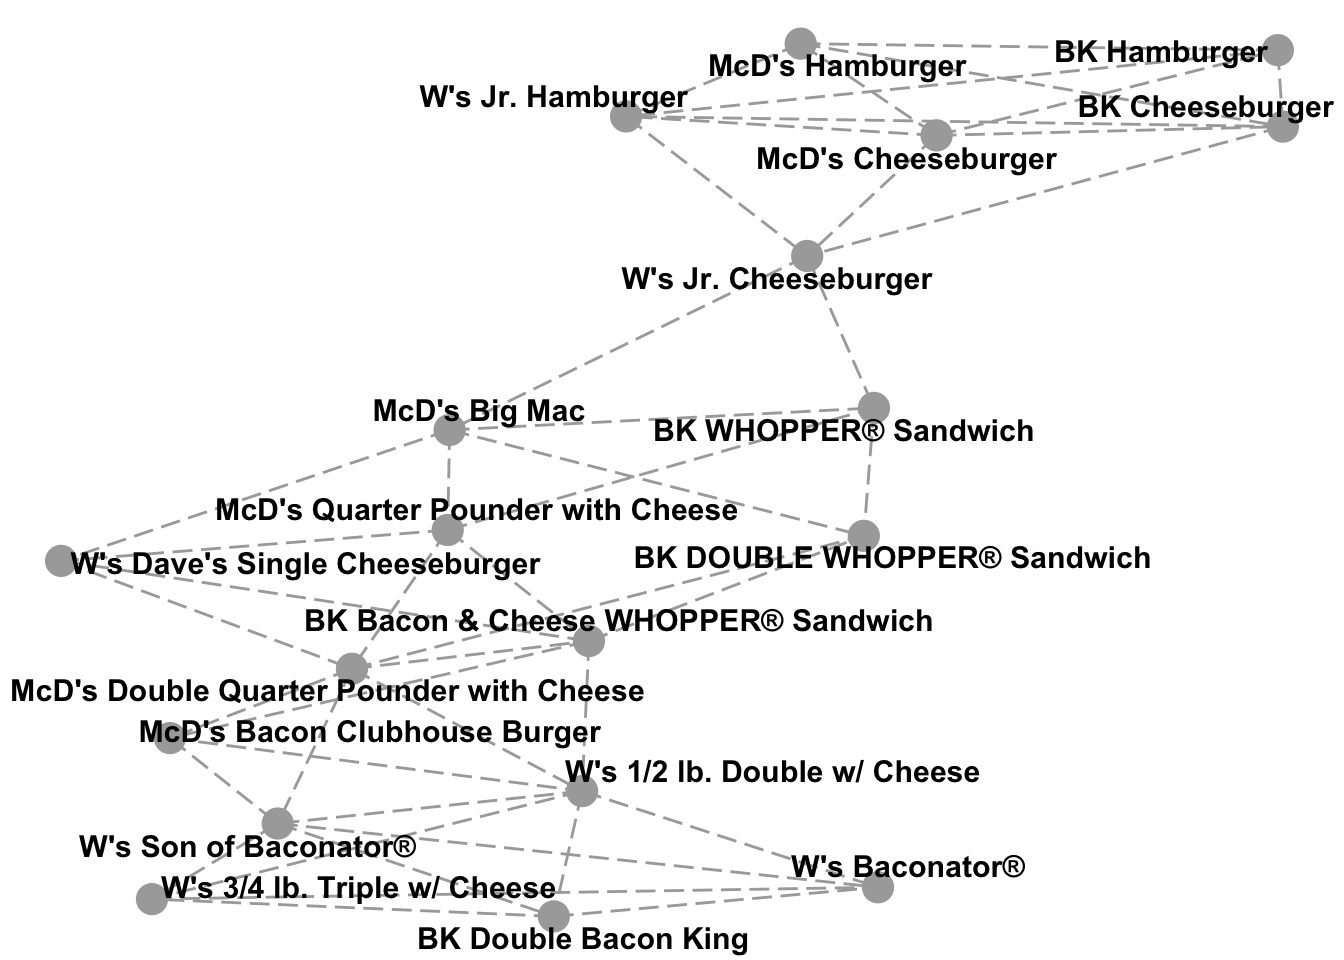 BK Hamburger
McD's Hamburger
W's Jr. Hamburger
BK Cheeseburger
McD's Cheeseburger
W's Jr. Cheeseburger
McD's Big Mac
BK WHOPPER® Sandwich
McD's Quarter Pounder with Cheese
BK DOUBLE WHOPPER® Sandwich
W's Dave's Single Cheeseburger
BK Bacon & Cheese WHOPPER® Sandwich
McD's Double Quarter Pounder with Cheese
McD's Bacon Clubhouse Burger
W's 1/2 lb. Double w/ Cheese
W's Son of Baconator®
W's Baconator®
W's 3/4 lb. Triple w/ Cheese
BK Double Bacon King